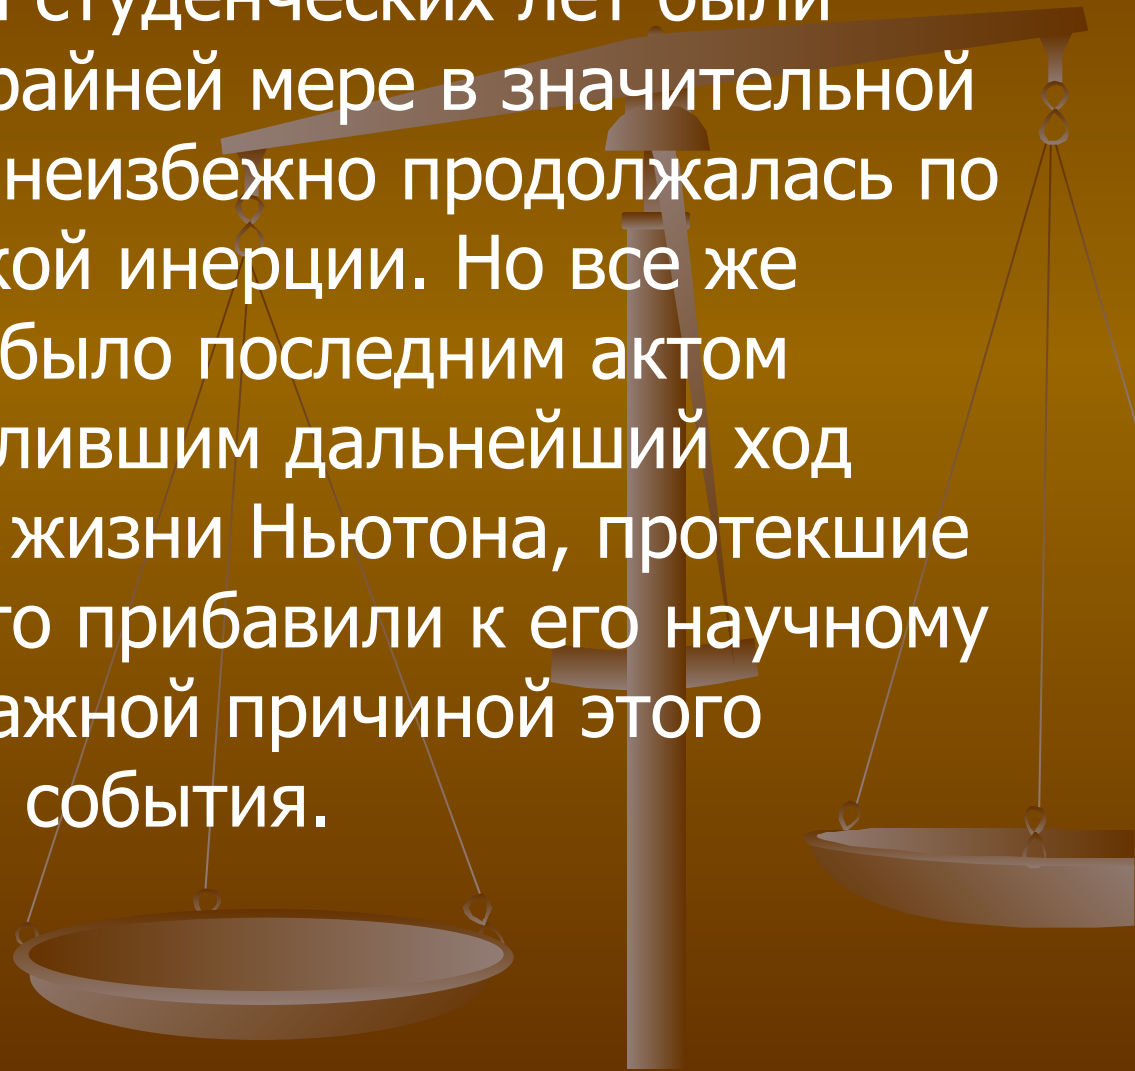 студенческих лет были
райней мере в значительной
неизбежно продолжалась по
кой инерции. Но все же
было последним актом
лившим дальнейший ход
жизни Ньютона, протекшие
го прибавили к его научному
ажной причиной этого
события.